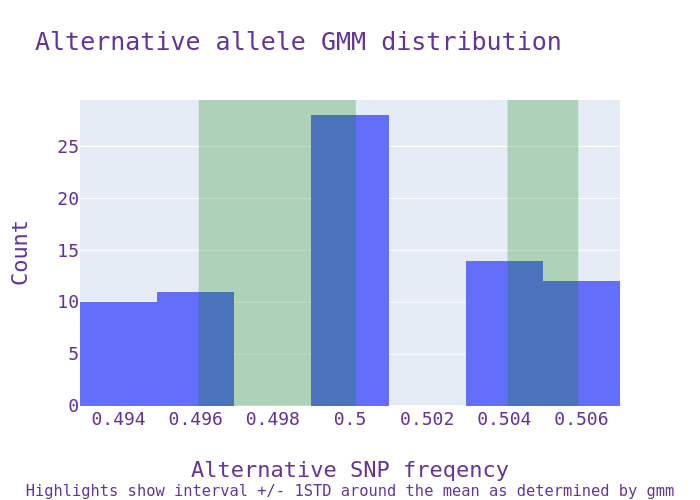 Alternative allele GMM distribution
Count
25
20
15
10
5
0
0.494 0.496 0.498 0.5 0.502 0.504 0.506
Alternative SNP freqency
Highlights show interval +/- 1STD around the mean as determined by gmm